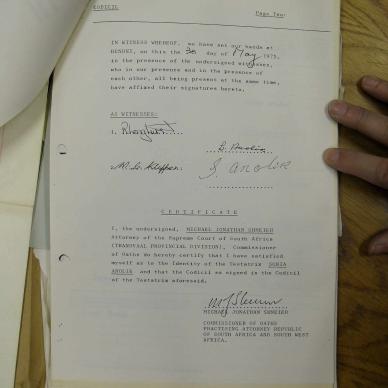 CODICIL
Page Two:
IN WITNESS WHEREOF, we have set our hands at
BENONI, on this the 30 day of May 1975,
in the presence of the undersigned witnesses,
who in our presence and in the presence of
each other, all being present at the same time,
have affixed their signatures hereto.
AS WITNESSES:
1.
S. Anolik
CERTIFICATE
I, the undersigned, MICHAEL JONATHAN SHMEIER
Attorney of the Supreme Court of South Africa
(TRANSVAAL PROVINCIAL DIVISION), Commissioner
of Oaths do hereby certify that I have satisfied
myself as to the Identity of the Testatrix SONIA
ANOLIK and that the Codicil so signed is the Codicil
of the Testatrix aforesaid.
MICHAEL JONATHAN SHMEIER
COMMISSIONER OF OATHS
PRACTISING ATTORNEY REPUBLIC
OF SOUTH AFRICA AND SOUTH WEST
AFRICA.